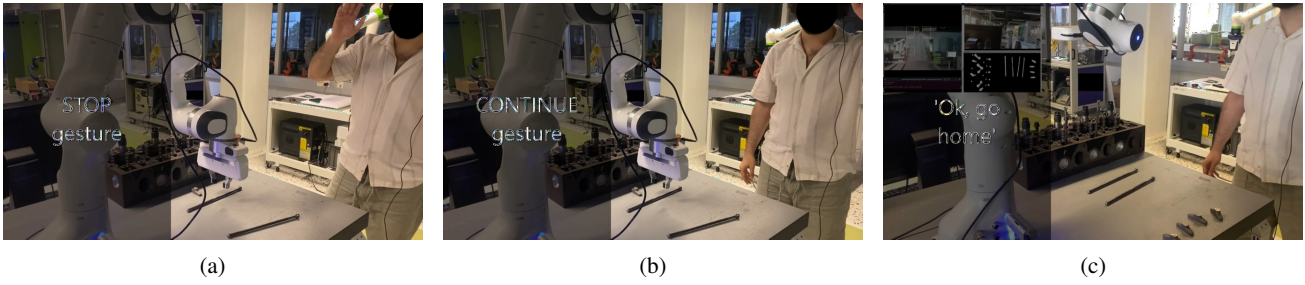 STOP
gesture
CONTINUE
gesture
'Ok, go
home'
(a)
(b)
(c)